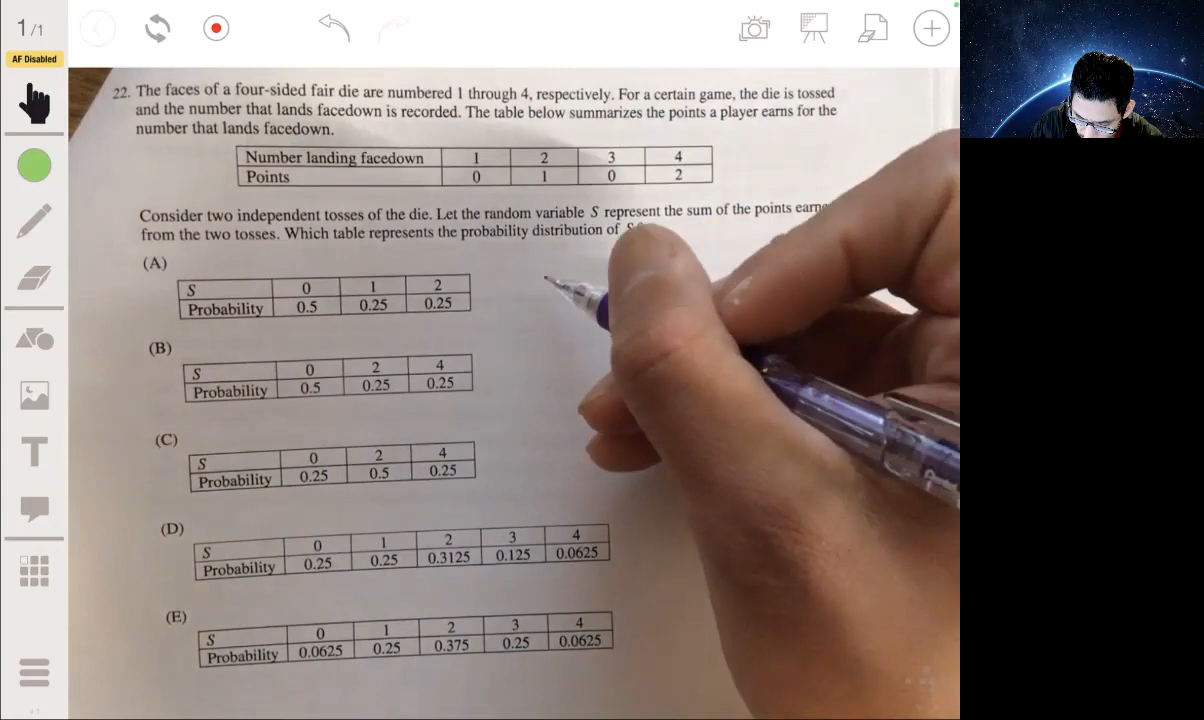 1/1
AF Disabled
22. The faces of a four-sided fair die are numbered 1 through 4, respectively. For a certain game, the die is tossed
and the number that lands facedown is recorded. The table below summarizes the points a player earns for the
number that lands facedown.
Number landing facedown 1 2 3 4
Points 0 1 0 2
Consider two independent tosses of the die. Let the random variable S represent the sum of the points
from the two tosses. Which table represents the probability distribution of
(A)
S 0 1 2
Probability 0.5 0.25 0.25
(B)
S 0 2 4
Probability 0.5 0.25 0.25
(C)
S 0 2 4
Probability 0.25 0.5 0.25
(D)
S 0 1 2 3 4
Probability 0.25 0.25 0.3125 0.125 0.0625
(E)
S 0 1 2 3 4
Probability 0.0625 0.25 0.375 0.25 0.0625
T